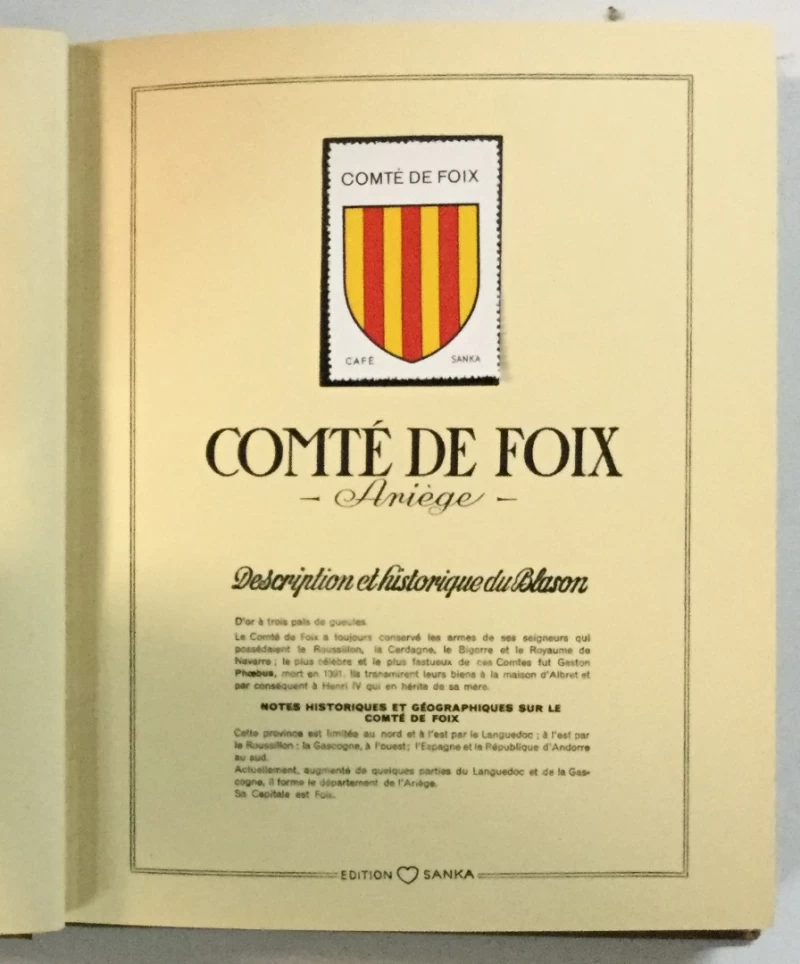 COMTÉ DE FOIX
CAFÉ SANKA
COMTÉ DE FOIX
- Ariège -
Description et historique du Blason
D'or à trois pals de gueules.
Le Comté de Foix a toujours conservé les armes de ses seigneurs qui
possédaient le Roussillon, la Cerdagne, le Bigorre et le Royaume de
Navarre ; le plus célèbre et le plus fastueux de ces Comtes fut Gaston
Phœbus, mort en 1391. Ils transmirent leurs biens à la maison d'Albret et
par conséquent à Henri IV qui en hérita de sa mère.
NOTES HISTORIQUES ET GÉOGRAPHIQUES SUR LE
COMTÉ DE FOIX
Cette province est limitée au nord et à l'est par le Languedoc ; à l'est par
le Roussillon ; la Gascogne, à l'ouest ; l'Espagne et la République d'Andorre
au sud.
Actuellement, augmenté de quelques parties du Languedoc et de la Gas-
cogne, il forme le département de l'Ariège.
Sa Capitale est Foix.
EDITION SANKA